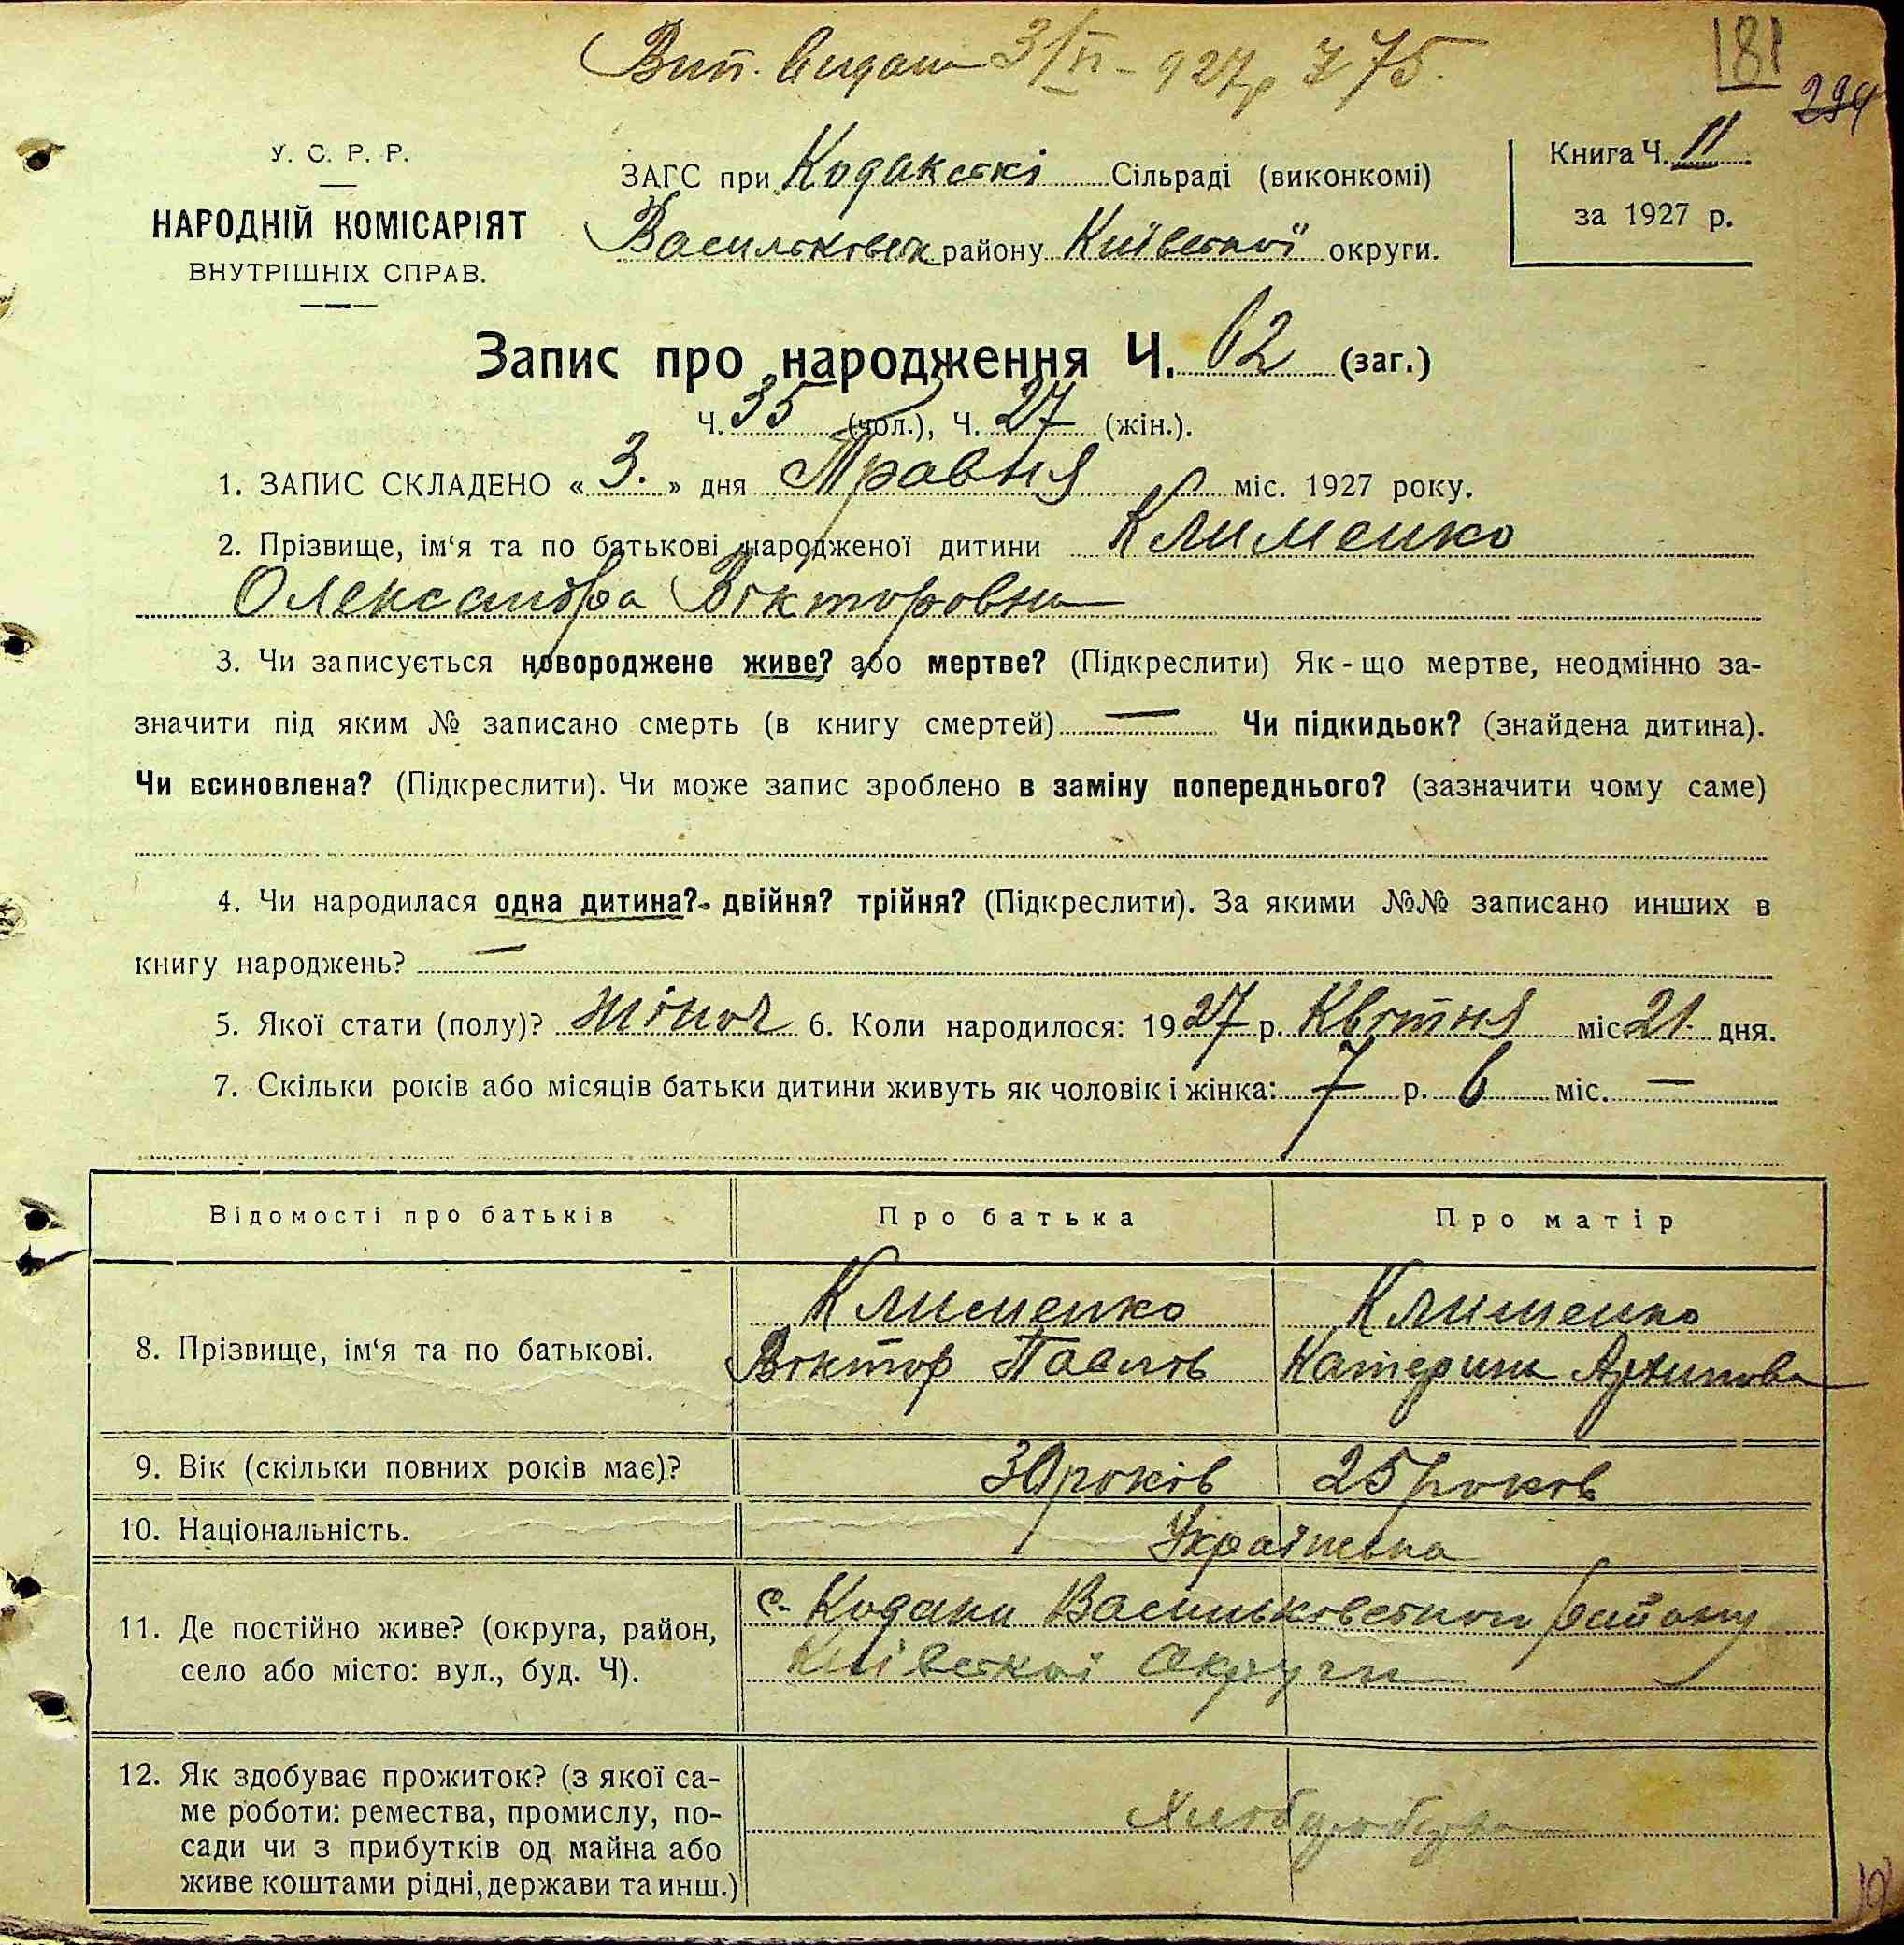 Вип. видати 3/VI - 927р № 75.
181
294
У. С. Р. Р.
НАРОДНІЙ КОМІСАРІЯТ
ВНУТРІШНІХ СПРАВ.
ЗАГС при Кодакскі Сільраді (виконкомі)
Васильковск району Київської округи.
Книга Ч. II
за 1927 р.
Запис про народження Ч. 62 (заг.)
Ч. 35 (чол.), Ч. 27 (жін.).
1. ЗАПИС СКЛАДЕНО « 3. » дня Травня міс. 1927 року.
2. Прізвище, ім'я та по батькові народженої дитини Клименко
Олександра Вікторовна
3. Чи записується новороджене живе? або мертве? (Підкреслити) Як-що мертве, неодмінно за-
значити під яким № записано смерть (в книгу смертей) — Чи підкидьок? (знайдена дитина).
Чи всиновлена? (Підкреслити). Чи може запис зроблено в заміну попереднього? (зазначити чому саме)
4. Чи народилася одна дитина? двійня? трійня? (Підкреслити). За якими №№ записано инших в
книгу народжень? —
5. Якої стати (полу)? жіноч 6. Коли народилося: 1927 р. Квітня міс 21 дня.
7. Скільки років або місяців батьки дитини живуть як чоловік і жінка: 7 р. 6 міс. —
Відомості про батьків Про батька Про матір
8. Прізвище, ім'я та по батькові.
Клименко Клименко
Віктор Павлов Катерина Архипова
9. Вік (скільки повних років має)? 30 років 25 років
10. Національність. Українська
11. Де постійно живе? (округа, район,
село або місто: вул., буд. Ч).
с. Кодаки Васильковського району
Київської Округи
12. Як здобуває прожиток? (з якої са-
ме роботи: ремества, промислу, по-
сади чи з прибутків од майна або
живе коштами рідні, держави та инш.)
Хліборобства